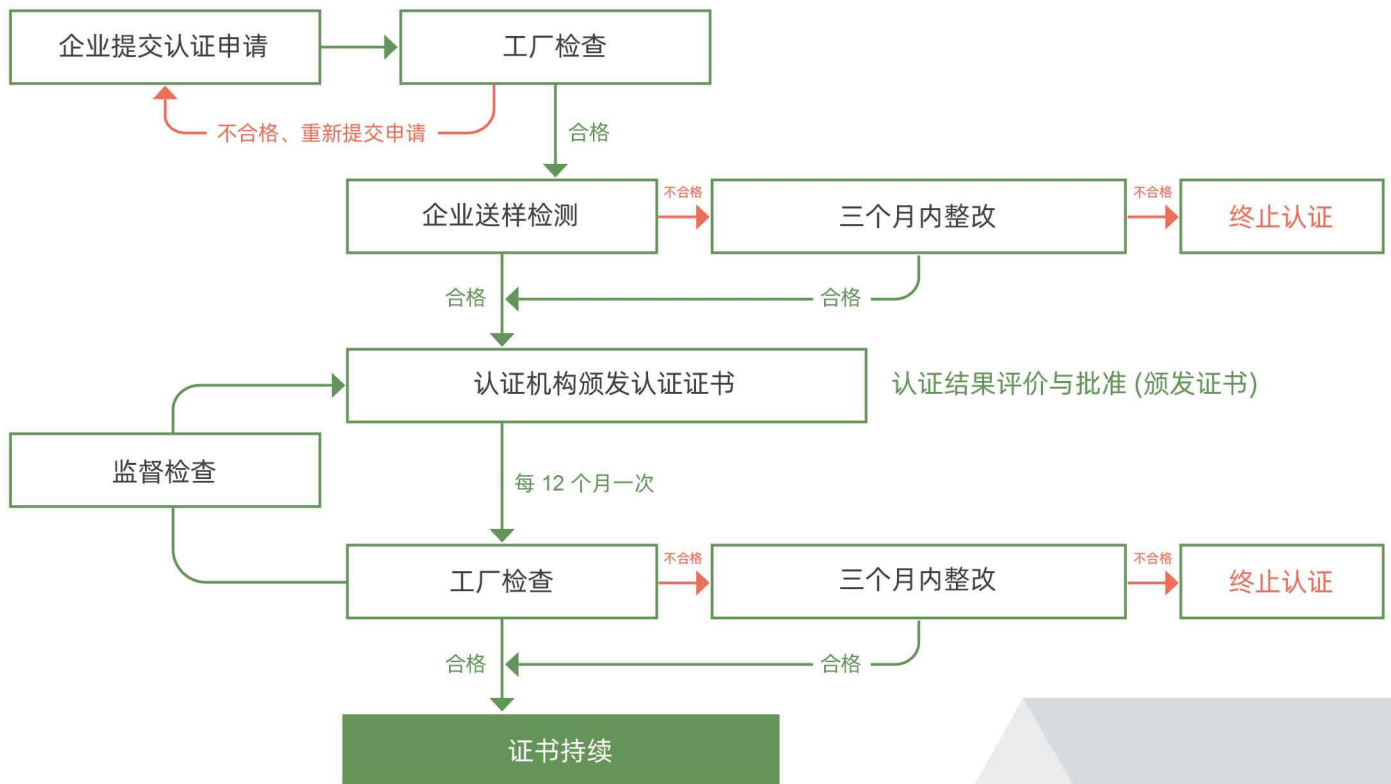 企业提交认证申请
工厂检查
不合格、重新提交申请
合格
企业送样检测
不合格
三个月内整改
不合格
终止认证
合格
合格
认证机构颁发认证证书
认证结果评价与批准 (颁发证书)
监督检查
每 12 个月一次
工厂检查
不合格
三个月内整改
不合格
终止认证
合格
合格
证书持续